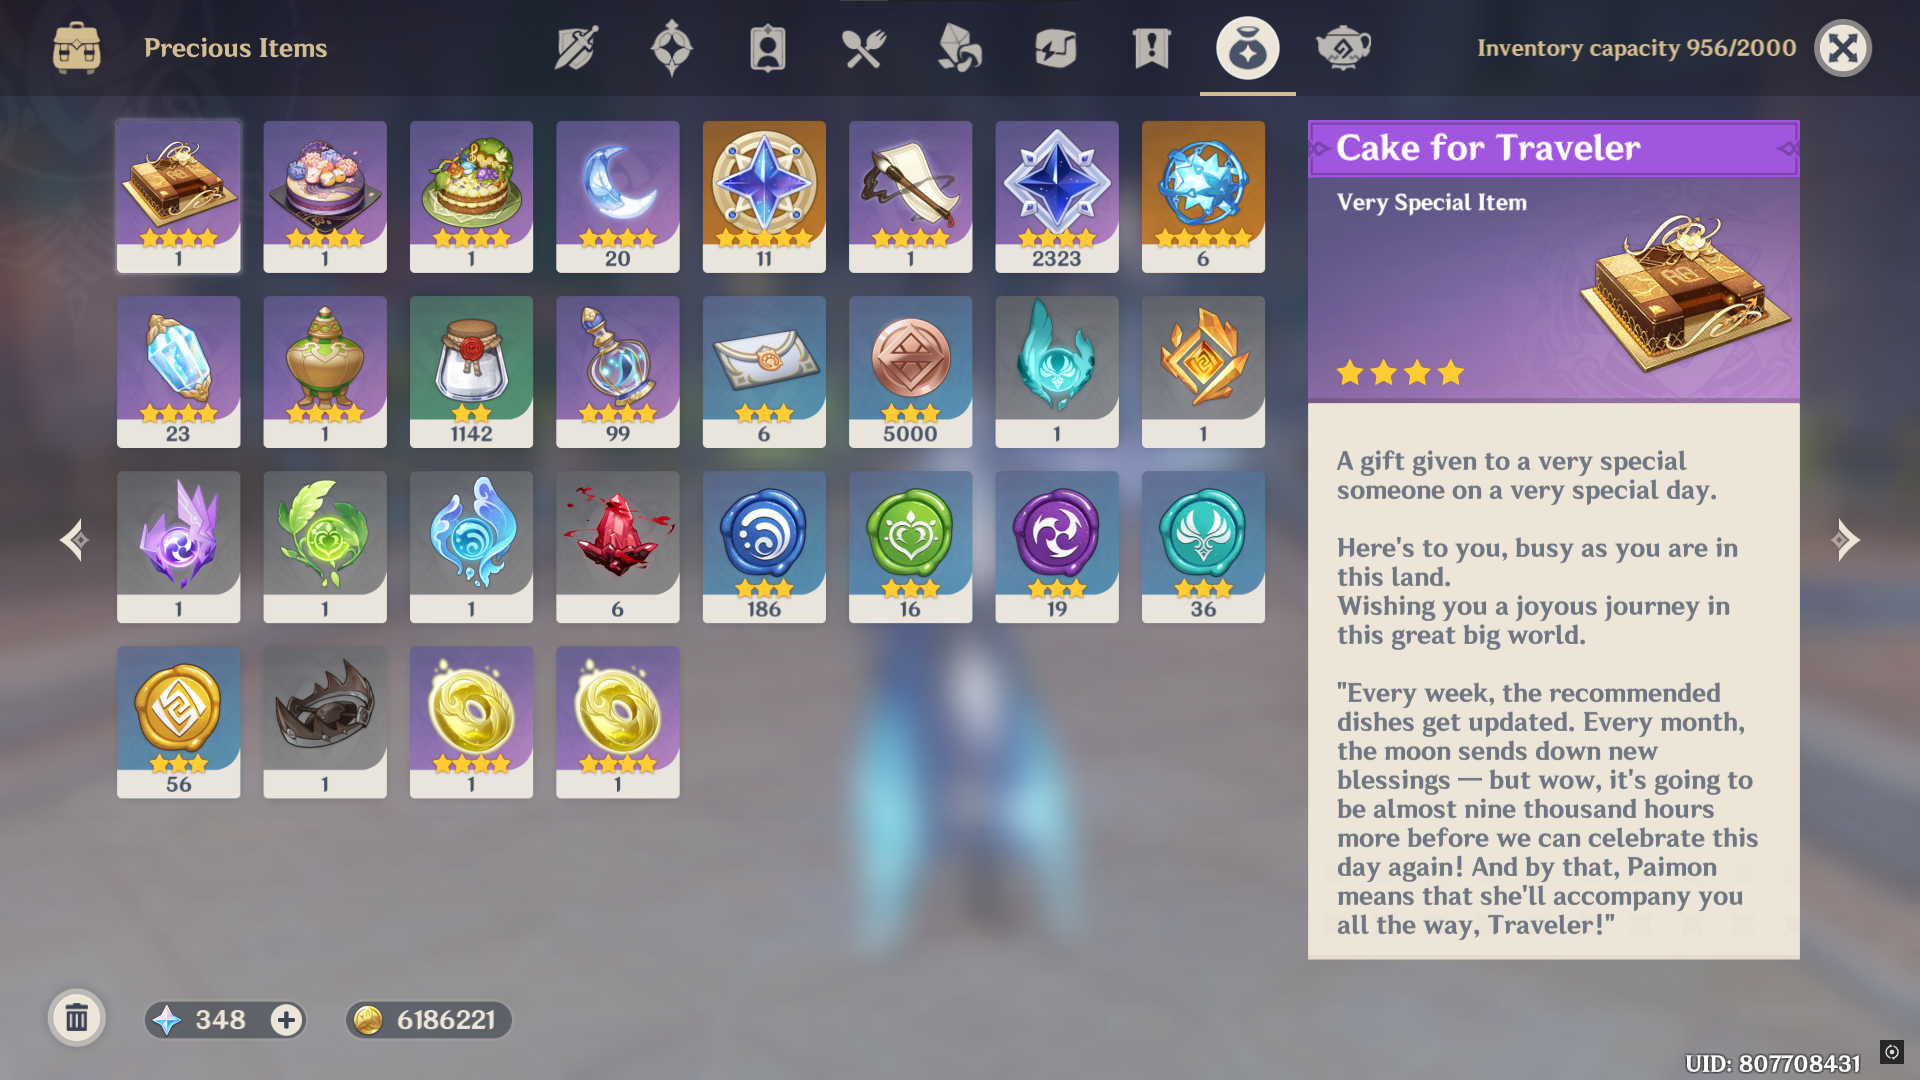 Precious Items
Inventory capacity 956/2000
1
1
1
20
11
1
2323
6
23
1
1142
99
6
5000
1
1
1
1
1
6
186
16
19
36
56
1
1
1
Cake for Traveler
Very Special Item
A gift given to a very special
someone on a very special day.
Here's to you, busy as you are in
this land.
Wishing you a joyous journey in
this great big world.
"Every week, the recommended
dishes get updated. Every month,
the moon sends down new
blessings — but wow, it's going to
be almost nine thousand hours
more before we can celebrate this
day again! And by that, Paimon
means that she'll accompany you
all the way, Traveler!"
348
6186221
UID: 807708431